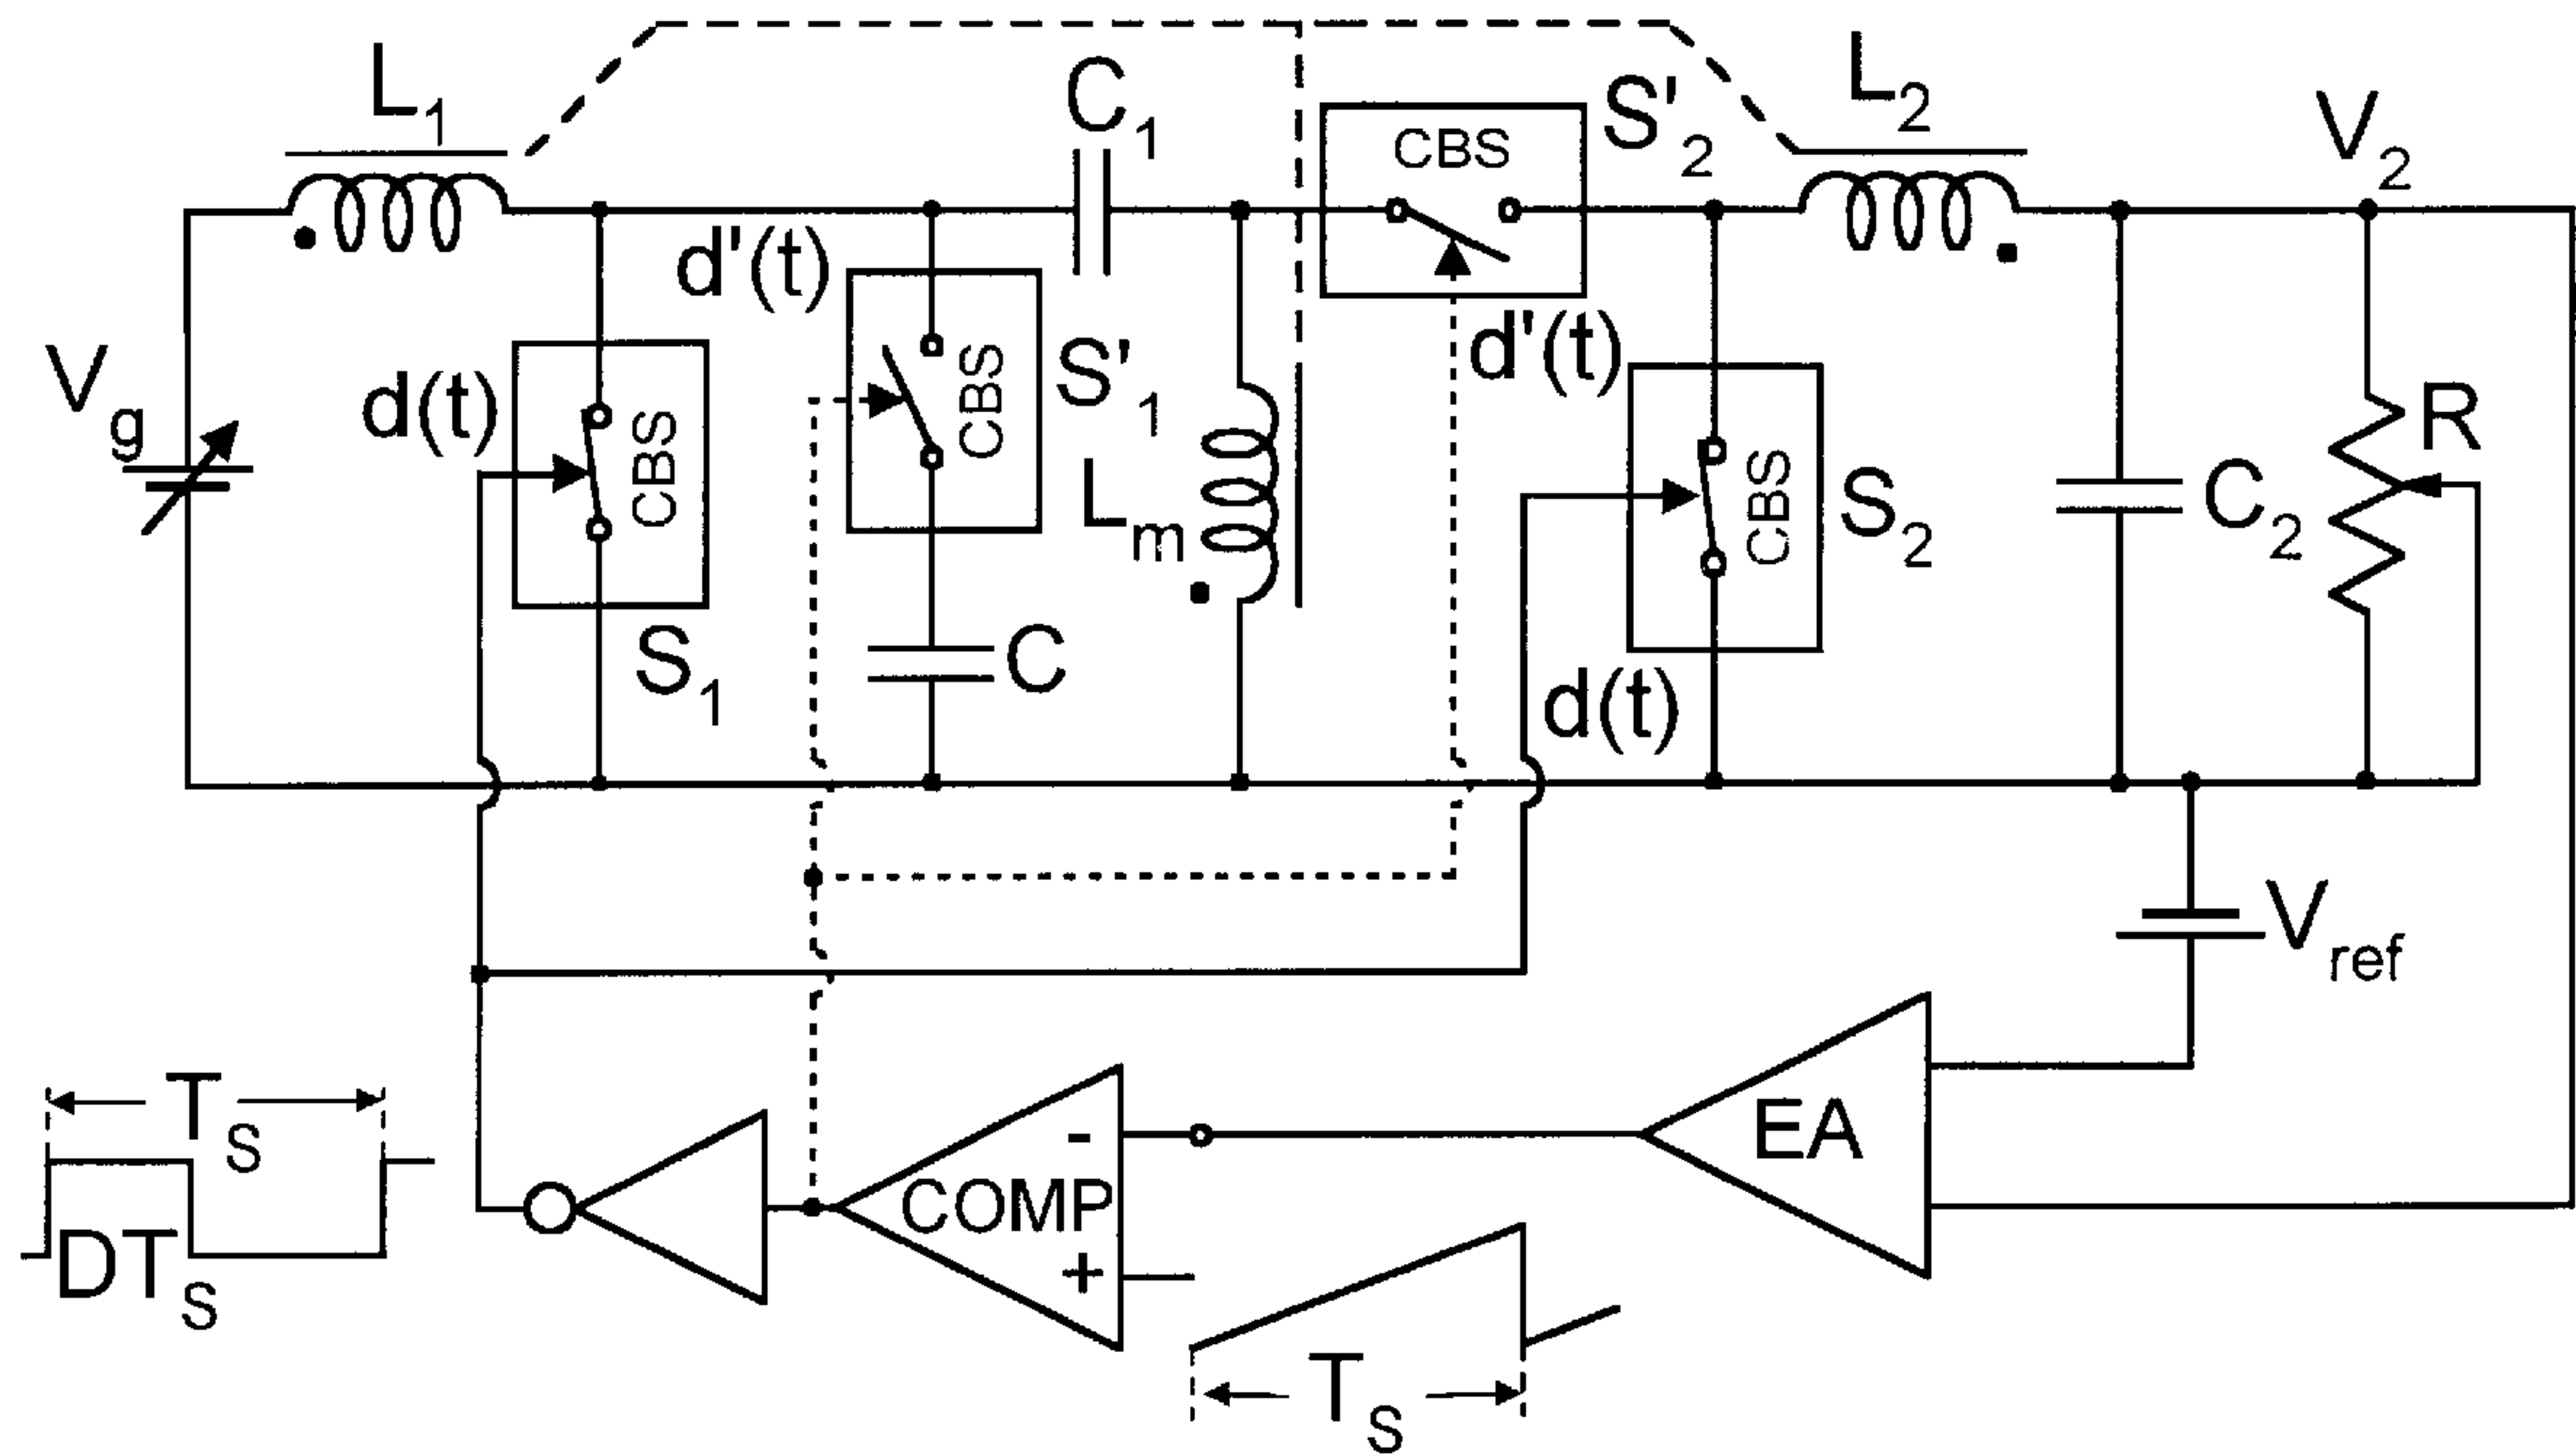 L1
C1
CBS
S'2
L2
V2
Vg
d(t)
CBS
S1
d'(t)
CBS
S'1
C
Lm
d'(t)
CBS
S2
d(t)
C2
R
Vref
TS
DTS
COMP
-
+
EA
TS